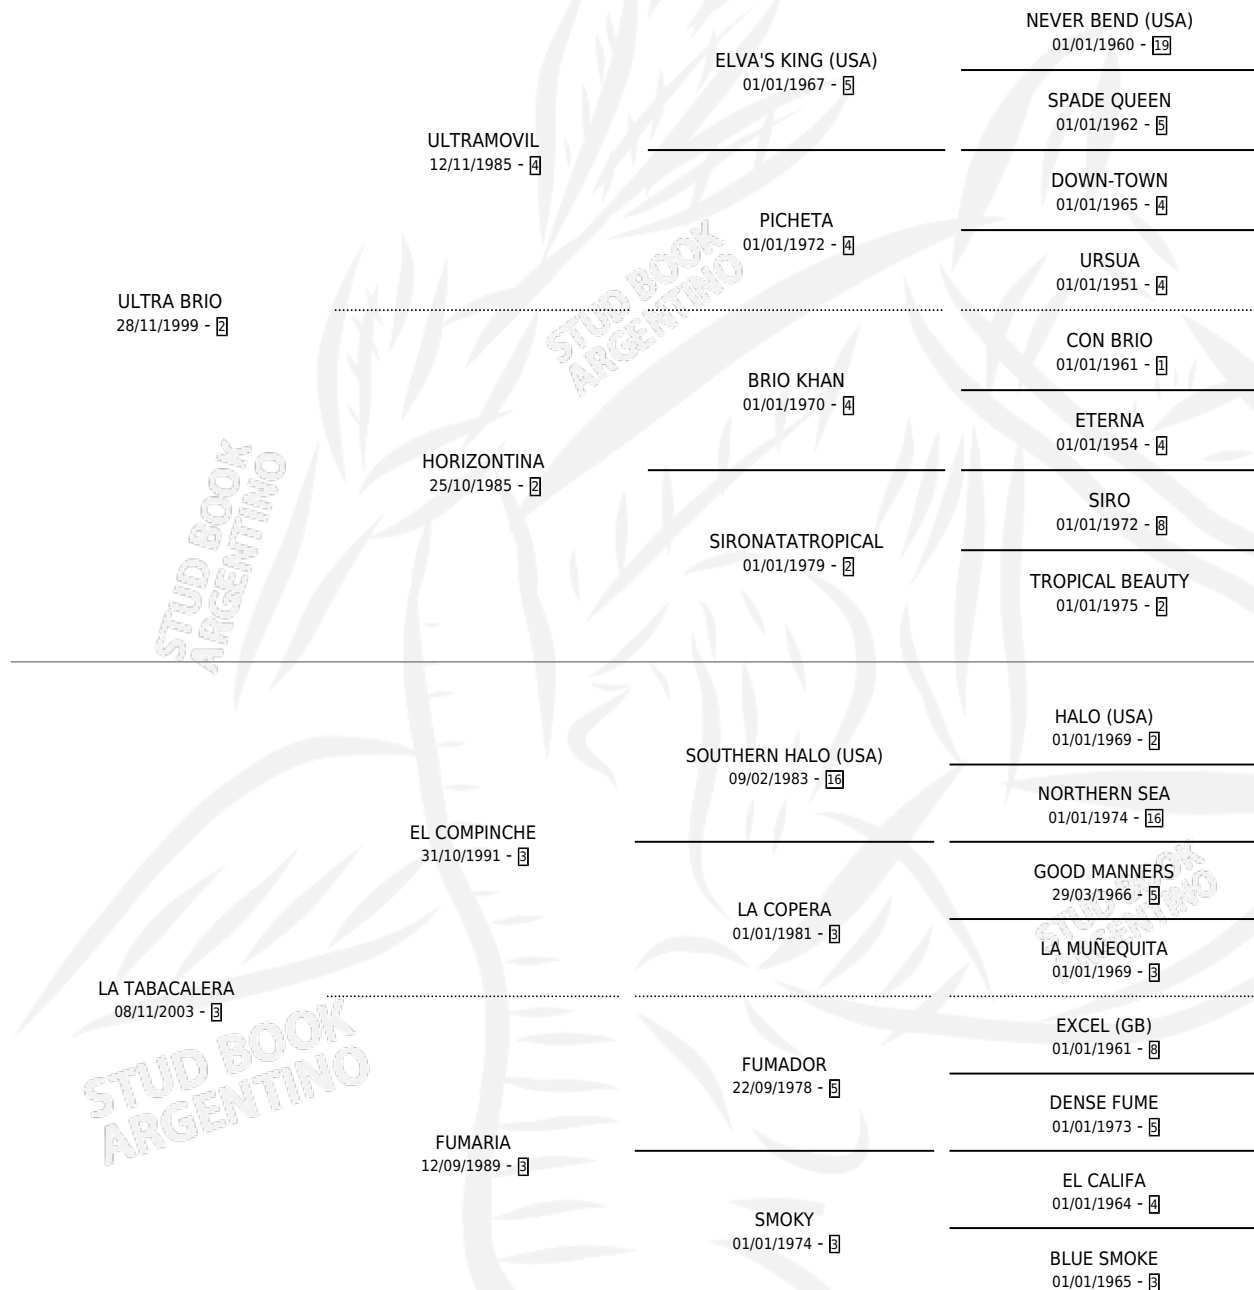 NEVER BEND (USA)
01/01/1960 - 19
ELVA'S KING (USA)
01/01/1967 - 5
SPADE QUEEN
01/01/1962 - 5
ULTRAMOVIL
12/11/1985 - 4
DOWN-TOWN
01/01/1965 - 4
PICHETA
01/01/1972 - 4
URSUA
01/01/1951 - 4
ULTRA BRIO
28/11/1999 - 2
CON BRIO
01/01/1961 - 1
BRIO KHAN
01/01/1970 - 4
ETERNA
01/01/1954 - 4
HORIZONTINA
25/10/1985 - 2
SIRO
01/01/1972 - 8
SIRONATATROPICAL
01/01/1979 - 2
TROPICAL BEAUTY
01/01/1975 - 2
STUD BOOK
ARGENTINO
STUD BOOK
ARGENTINO
HALO (USA)
01/01/1969 - 2
SOUTHERN HALO (USA)
09/02/1983 - 16
NORTHERN SEA
01/01/1974 - 16
EL COMPINCHE
31/10/1991 - 3
GOOD MANNERS
29/03/1966 - 5
LA COPERA
01/01/1981 - 3
LA MUÑEQUITA
01/01/1969 - 3
LA TABACALERA
08/11/2003 - 3
EXCEL (GB)
01/01/1961 - 8
FUMADOR
22/09/1978 - 5
DENSE FUME
01/01/1973 - 5
FUMARIA
12/09/1989 - 3
EL CALIFA
01/01/1964 - 4
SMOKY
01/01/1974 - 3
BLUE SMOKE
01/01/1965 - 3
STUD BOOK
ARGENTINO
STUD BOOK
ARGENTINO